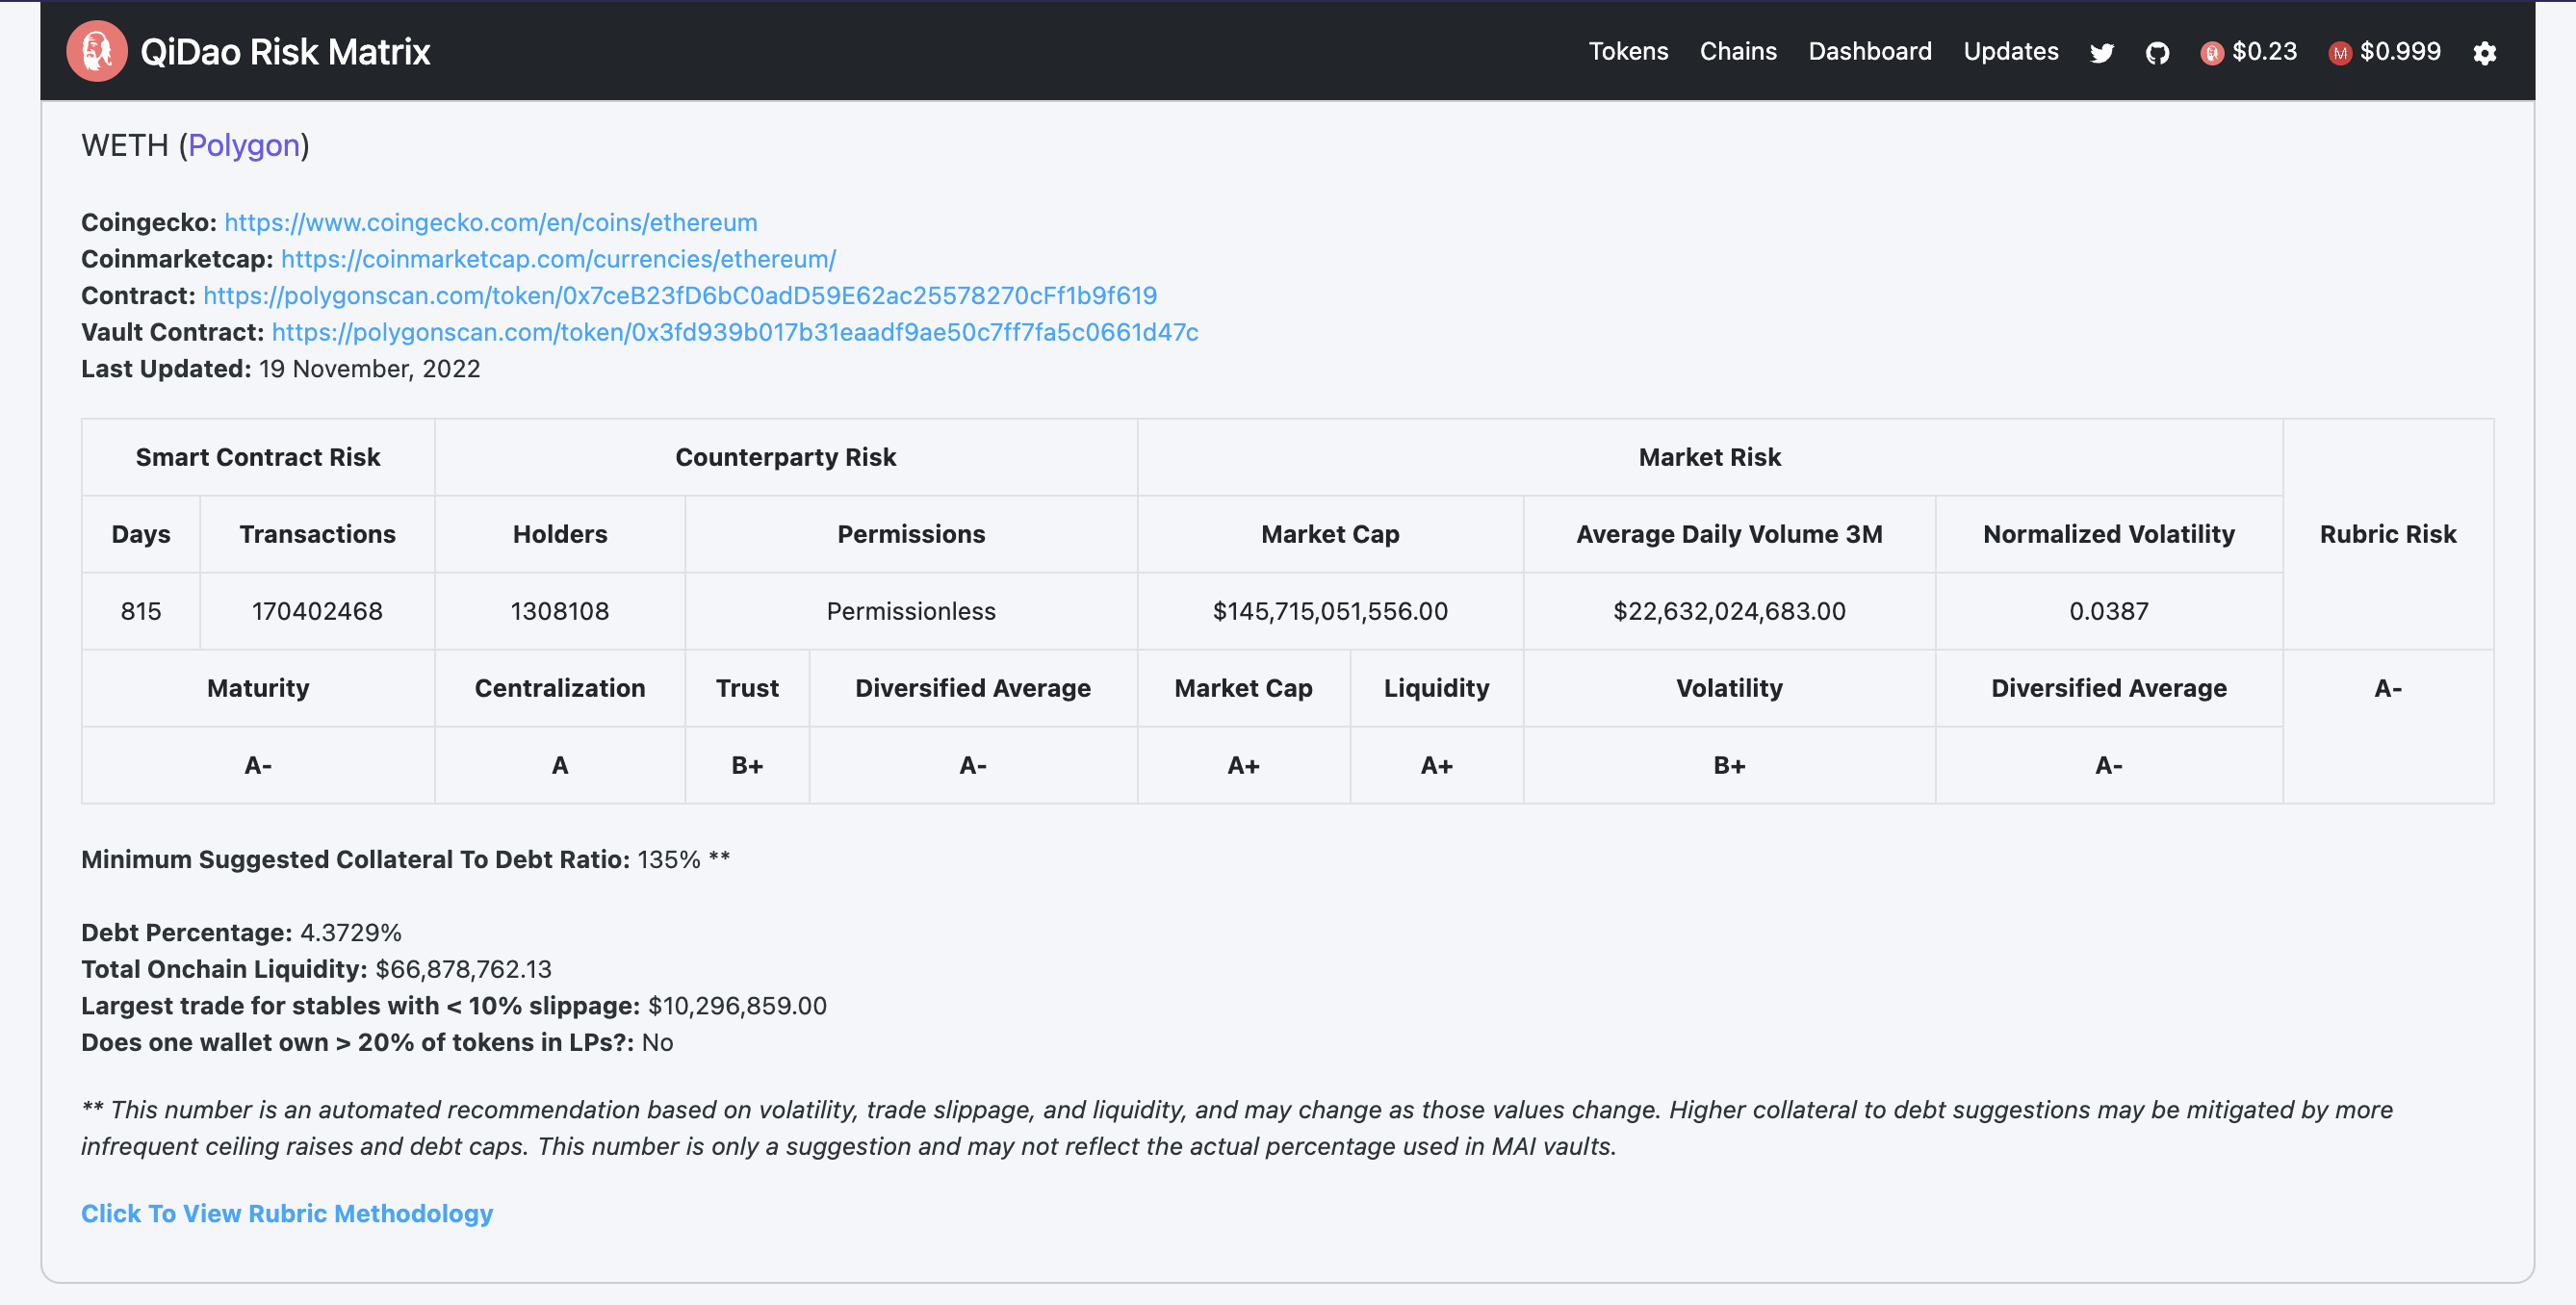 QiDao Risk Matrix
Tokens Chains Dashboard Updates $0.23 M $0.999
WETH (Polygon)
Coingecko: https://www.coingecko.com/en/coins/ethereum
Coinmarketcap: https://coinmarketcap.com/currencies/ethereum/
Contract: https://polygonscan.com/token/0x7ceB23fD6bC0adD59E62ac25578270cFf1b9f619
Vault Contract: https://polygonscan.com/token/0x3fd939b017b31eaadf9ae50c7ff7fa5c0661d47c
Last Updated: 19 November, 2022
Smart Contract Risk Counterparty Risk Market Risk
Days Transactions Holders Permissions Market Cap Average Daily Volume 3M Normalized Volatility Rubric Risk
815 170402468 1308108 Permissionless $145,715,051,556.00 $22,632,024,683.00 0.0387
Maturity Centralization Trust Diversified Average Market Cap Liquidity Volatility Diversified Average A-
A- A B+ A- A+ A+ B+ A-
Minimum Suggested Collateral To Debt Ratio: 135% **
Debt Percentage: 4.3729%
Total Onchain Liquidity: $66,878,762.13
Largest trade for stables with < 10% slippage: $10,296,859.00
Does one wallet own > 20% of tokens in LPs?: No
** This number is an automated recommendation based on volatility, trade slippage, and liquidity, and may change as those values change. Higher collateral to debt suggestions may be mitigated by more
infrequent ceiling raises and debt caps. This number is only a suggestion and may not reflect the actual percentage used in MAI vaults.
Click To View Rubric Methodology